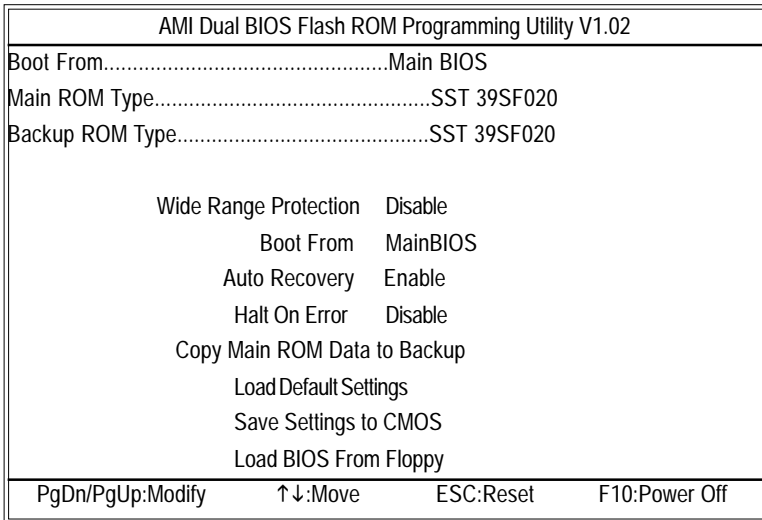 AMI Dual BIOS Flash ROM Programming Utility V1.02
Boot From.................................................Main BIOS
Main ROM Type................................................SST 39SF020
Backup ROM Type............................................SST 39SF020
Wide Range Protection Disable
Boot From MainBIOS
Auto Recovery Enable
Halt On Error Disable
Copy Main ROM Data to Backup
Load Default Settings
Save Settings to CMOS
Load BIOS From Floppy
PgDn/PgUp:Modify ↑↓:Move ESC:Reset F10:Power Off